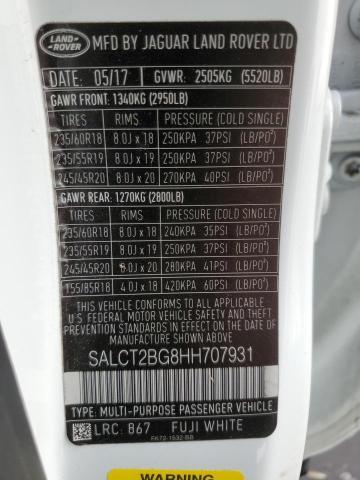 LAND ROVER
MFD BY JAGUAR LAND ROVER LTD
DATE: 05/17 GVWR: 2505KG (5520LB)
GAWR FRONT: 1340KG (2950LB)
TIRES RIMS PRESSURE (COLD SINGLE)
235/60R18 8.0J x 18 250KPA 37PSI (LB/PO²)
235/55R19 8.0J x 19 250KPA 37PSI (LB/PO²)
245/45R20 8.0J x 20 270KPA 40PSI (LB/PO²)
GAWR REAR: 1270KG (2800LB)
TIRES RIMS PRESSURE (COLD SINGLE)
235/60R18 8.0J x 18 240KPA 35PSI (LB/PO²)
235/55R19 8.0J x 19 250KPA 37PSI (LB/PO²)
245/45R20 8.0J x 20 280KPA 41PSI (LB/PO²)
T55/85R18 4.0J x 18 420KPA 60PSI (LB/PO²)
THIS VEHICLE CONFORMS TO ALL APPLICABLE
U.S. FEDERAL MOTOR VEHICLE SAFETY STANDARDS
IN EFFECT ON THE DATE OF
MANUFACTURE SHOWN ABOVE.
SALCT2BG8HH707931
TYPE: MULTI-PURPOSE PASSENGER VEHICLE
LRC: 867 FUJI WHITE
FK72-1532-BB
WARNING